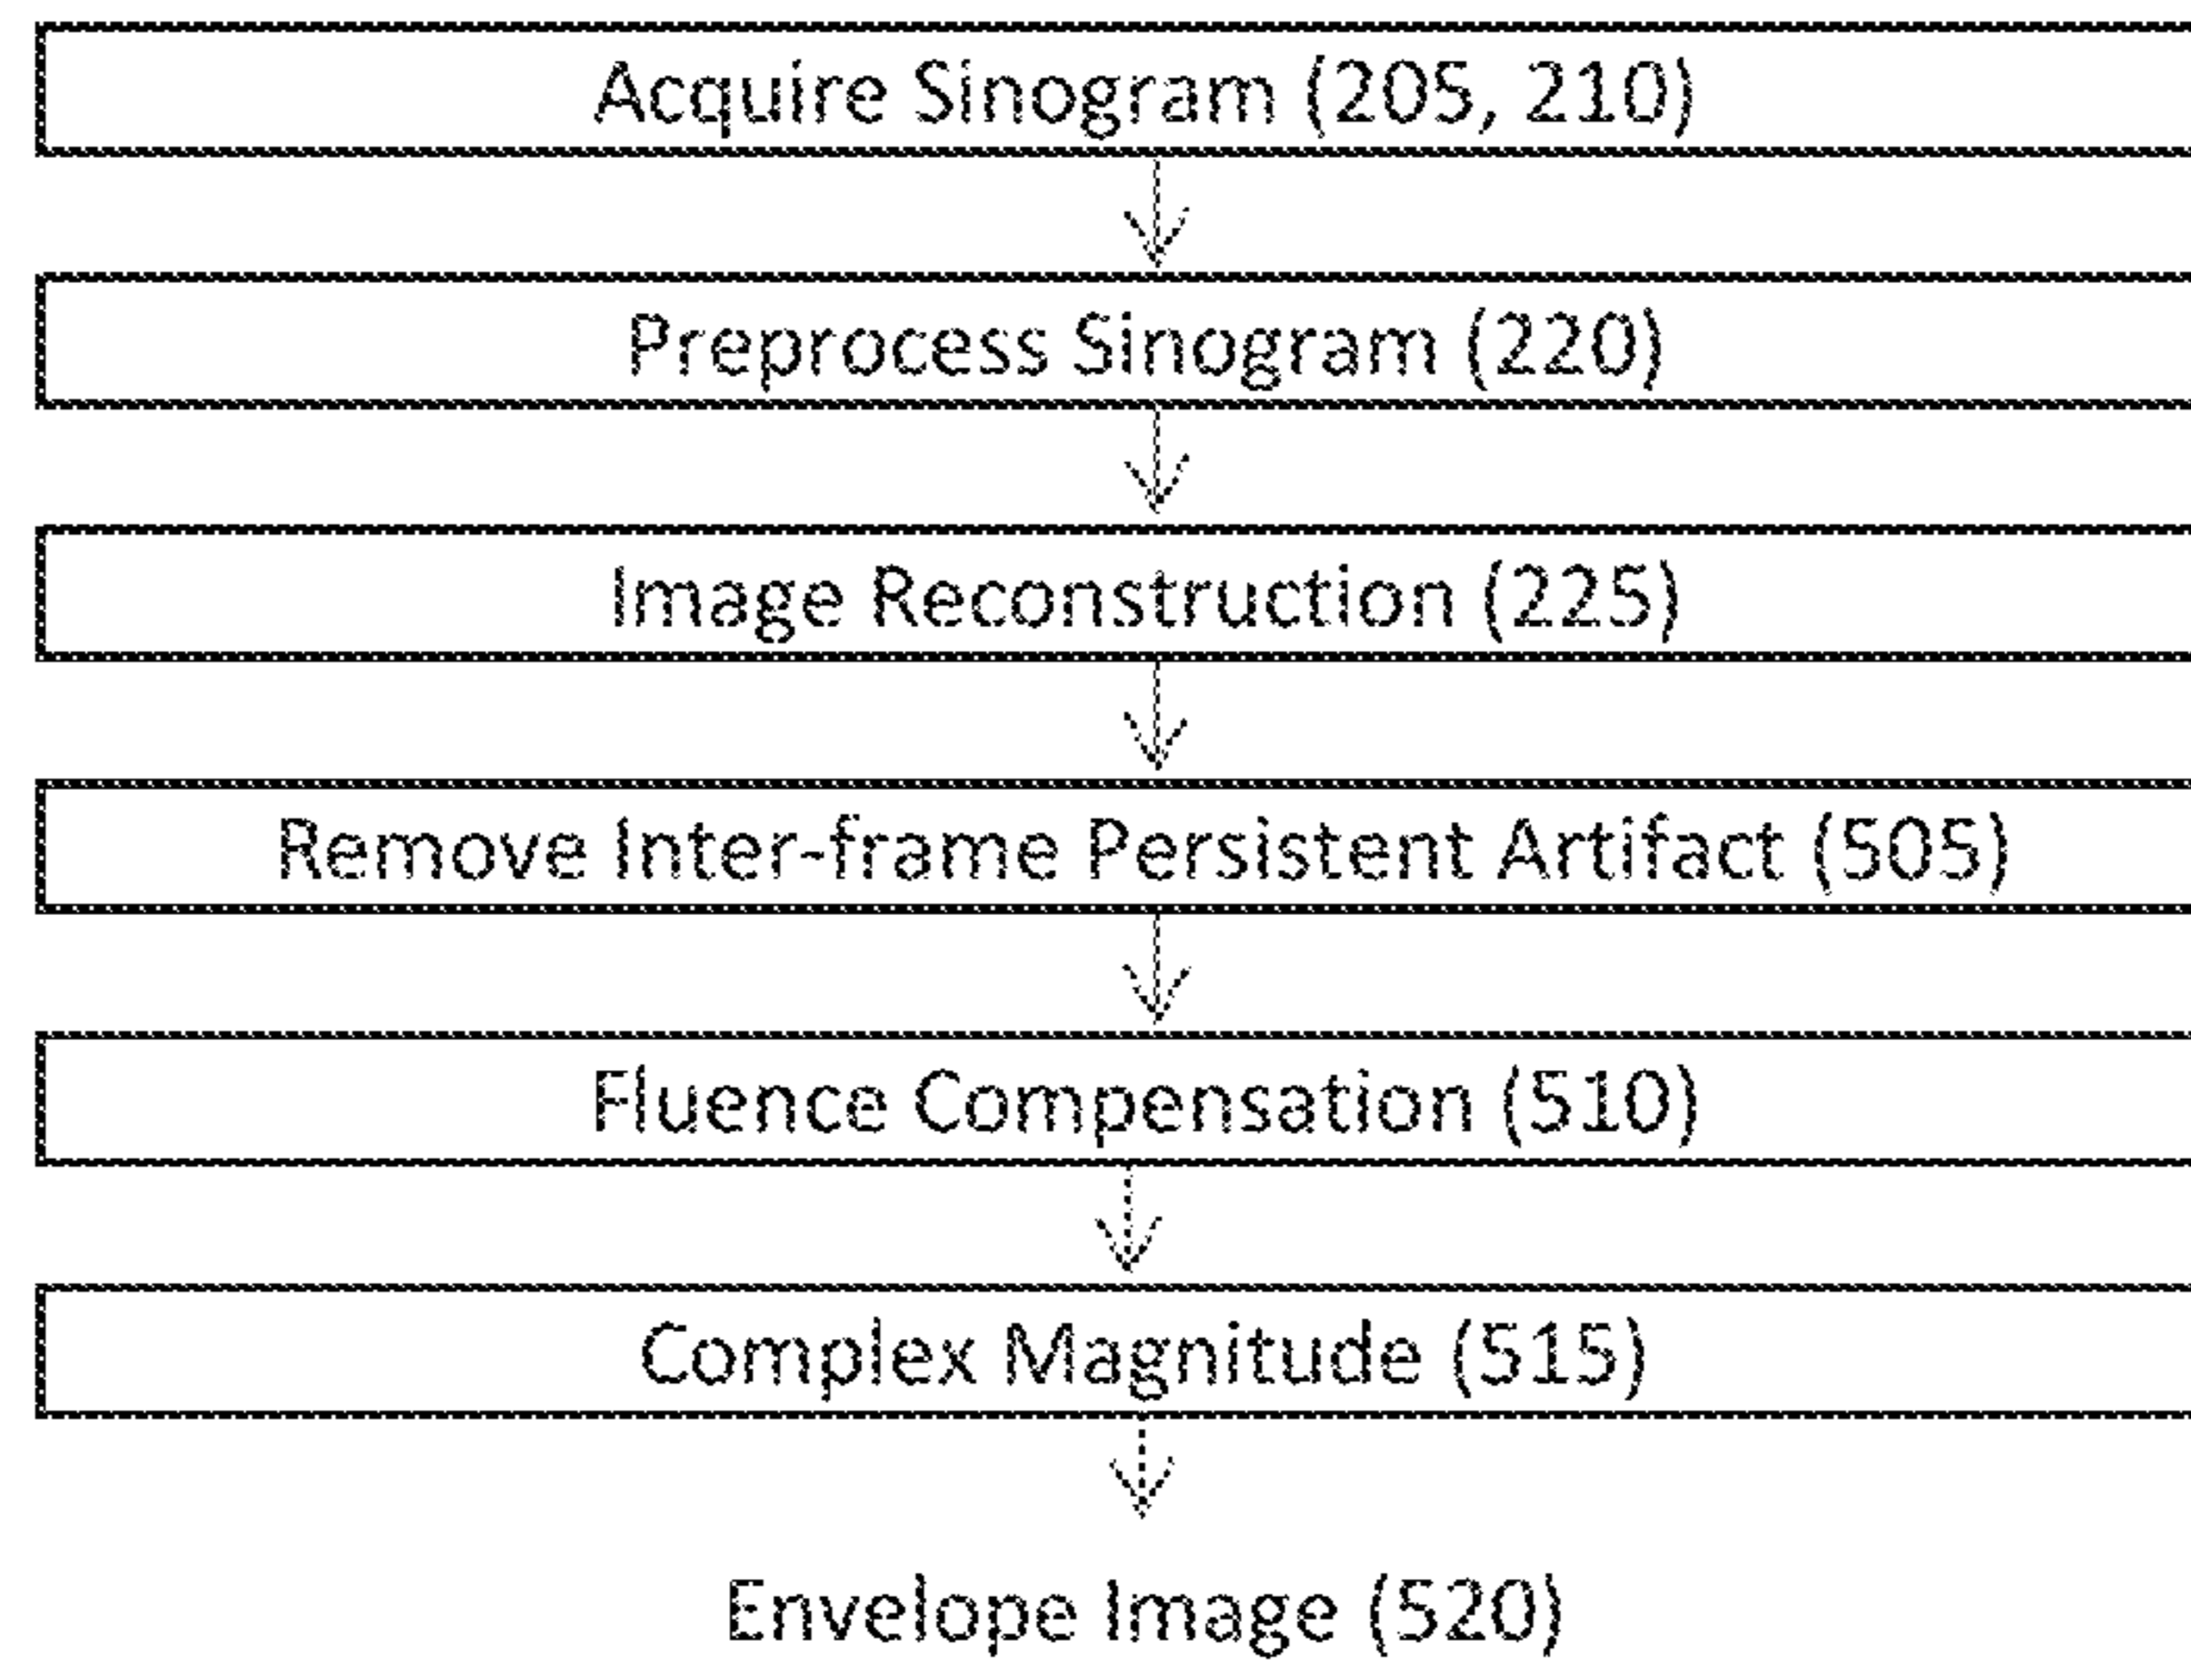 Acquire Sinogram (205, 210)
Preprocess Sinogram (220)
Image Reconstruction (225)
Remove Inter-frame Persistent Artifact (505)
Fluence Compensation (510)
Complex Magnitude (515)
Envelope Image (520)